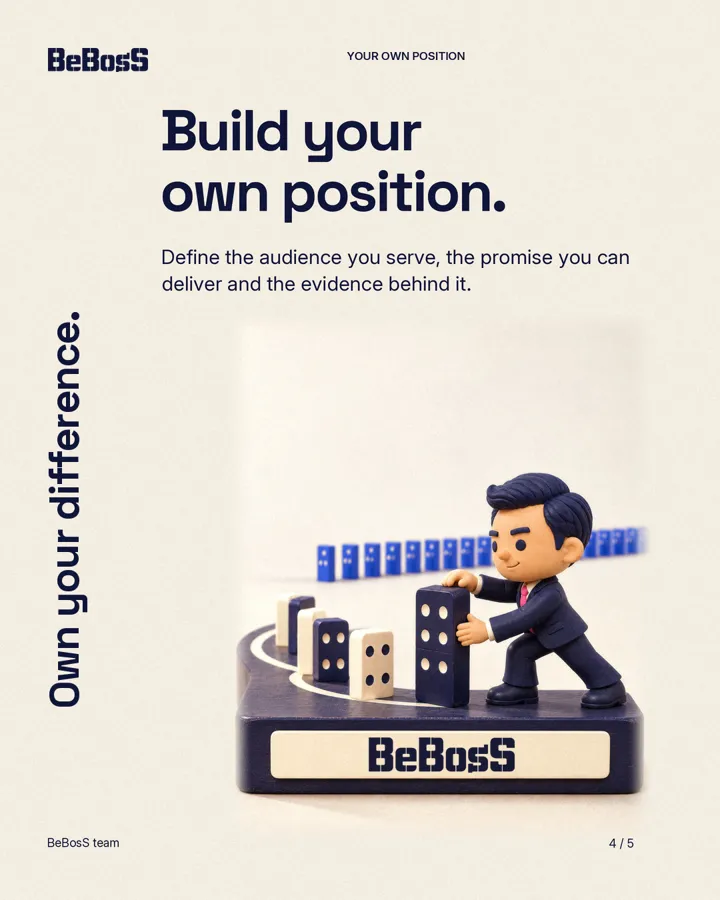 BeBosS
YOUR OWN POSITION
Build your
own position.
Define the audience you serve, the promise you can
deliver and the evidence behind it.
Own your difference.
BeBosS
BeBosS team
4 / 5